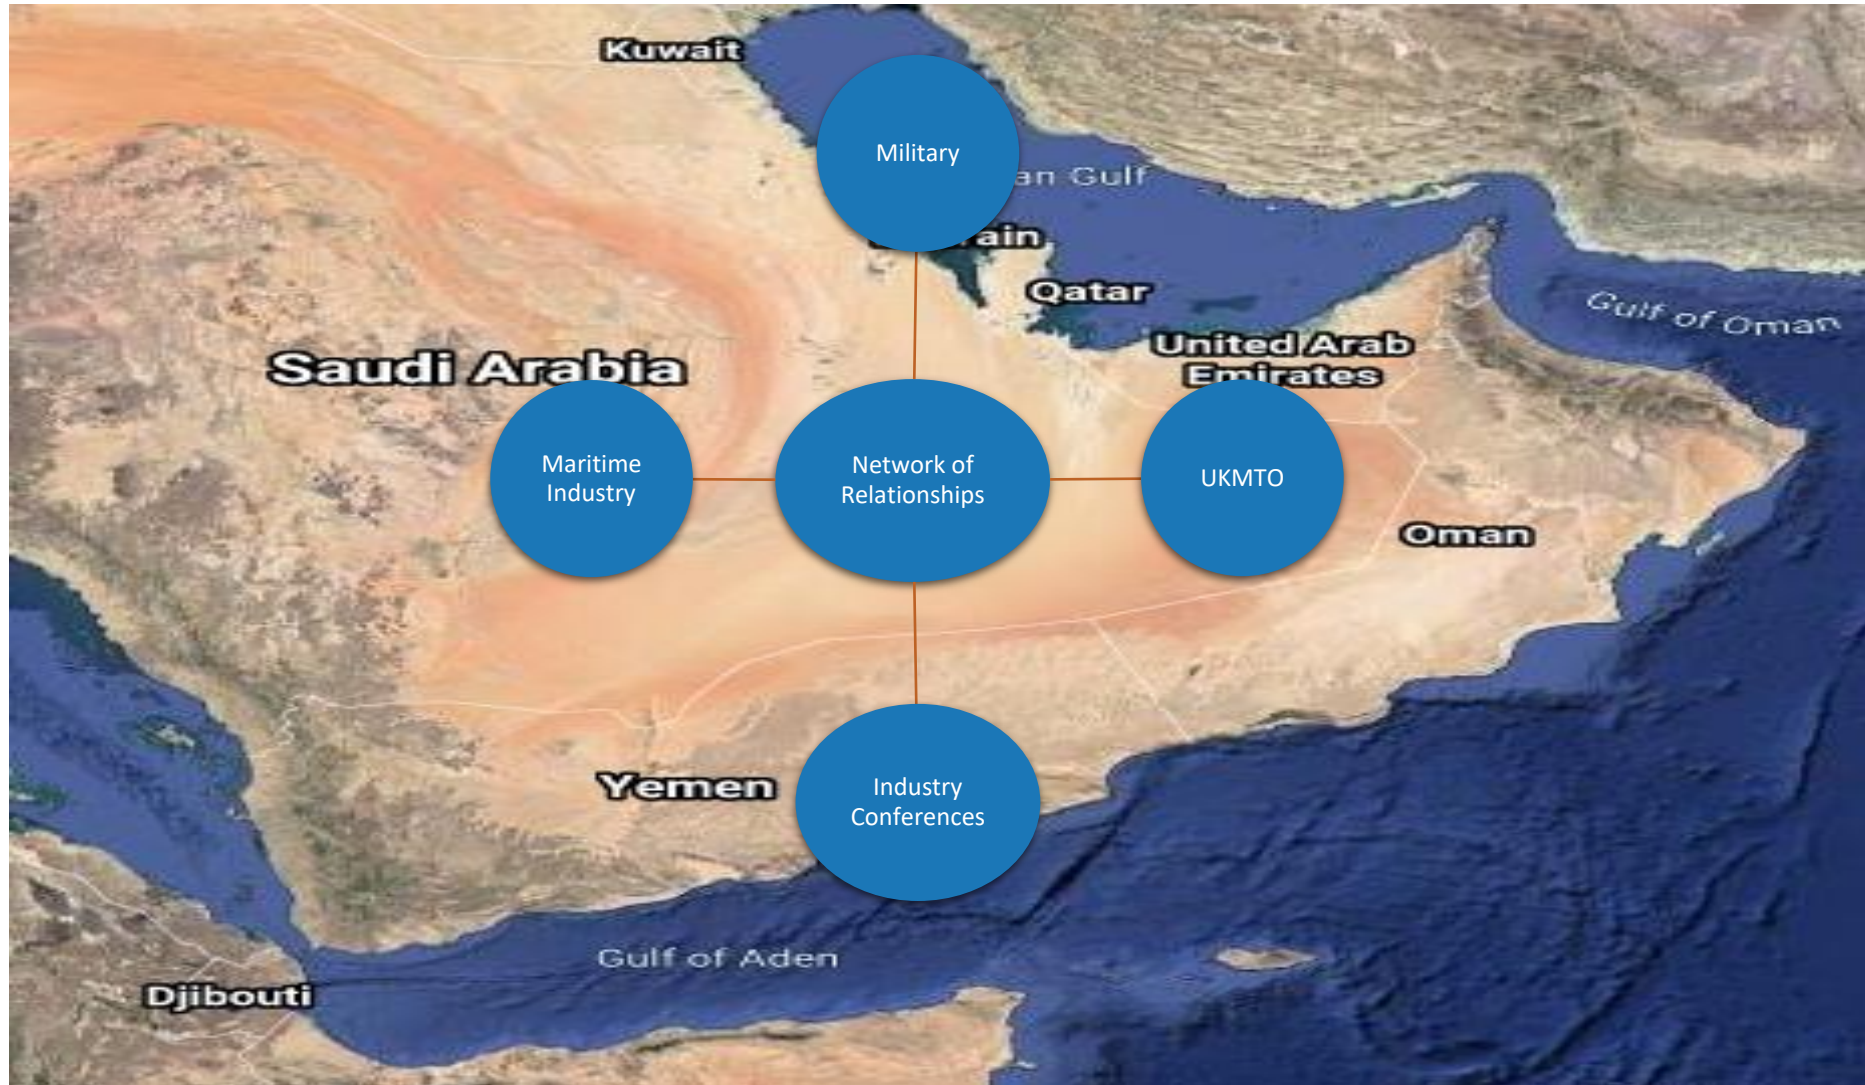 Kuwait
Military
an Gulf
ain
Qatar
Gulf of Oman
United Arab
Emirates
Saudi Arabia
Maritime
Industry
Network of
Relationships
UKMTO
Oman
Yemen
Industry
Conferences
Gulf of Aden
Djibouti